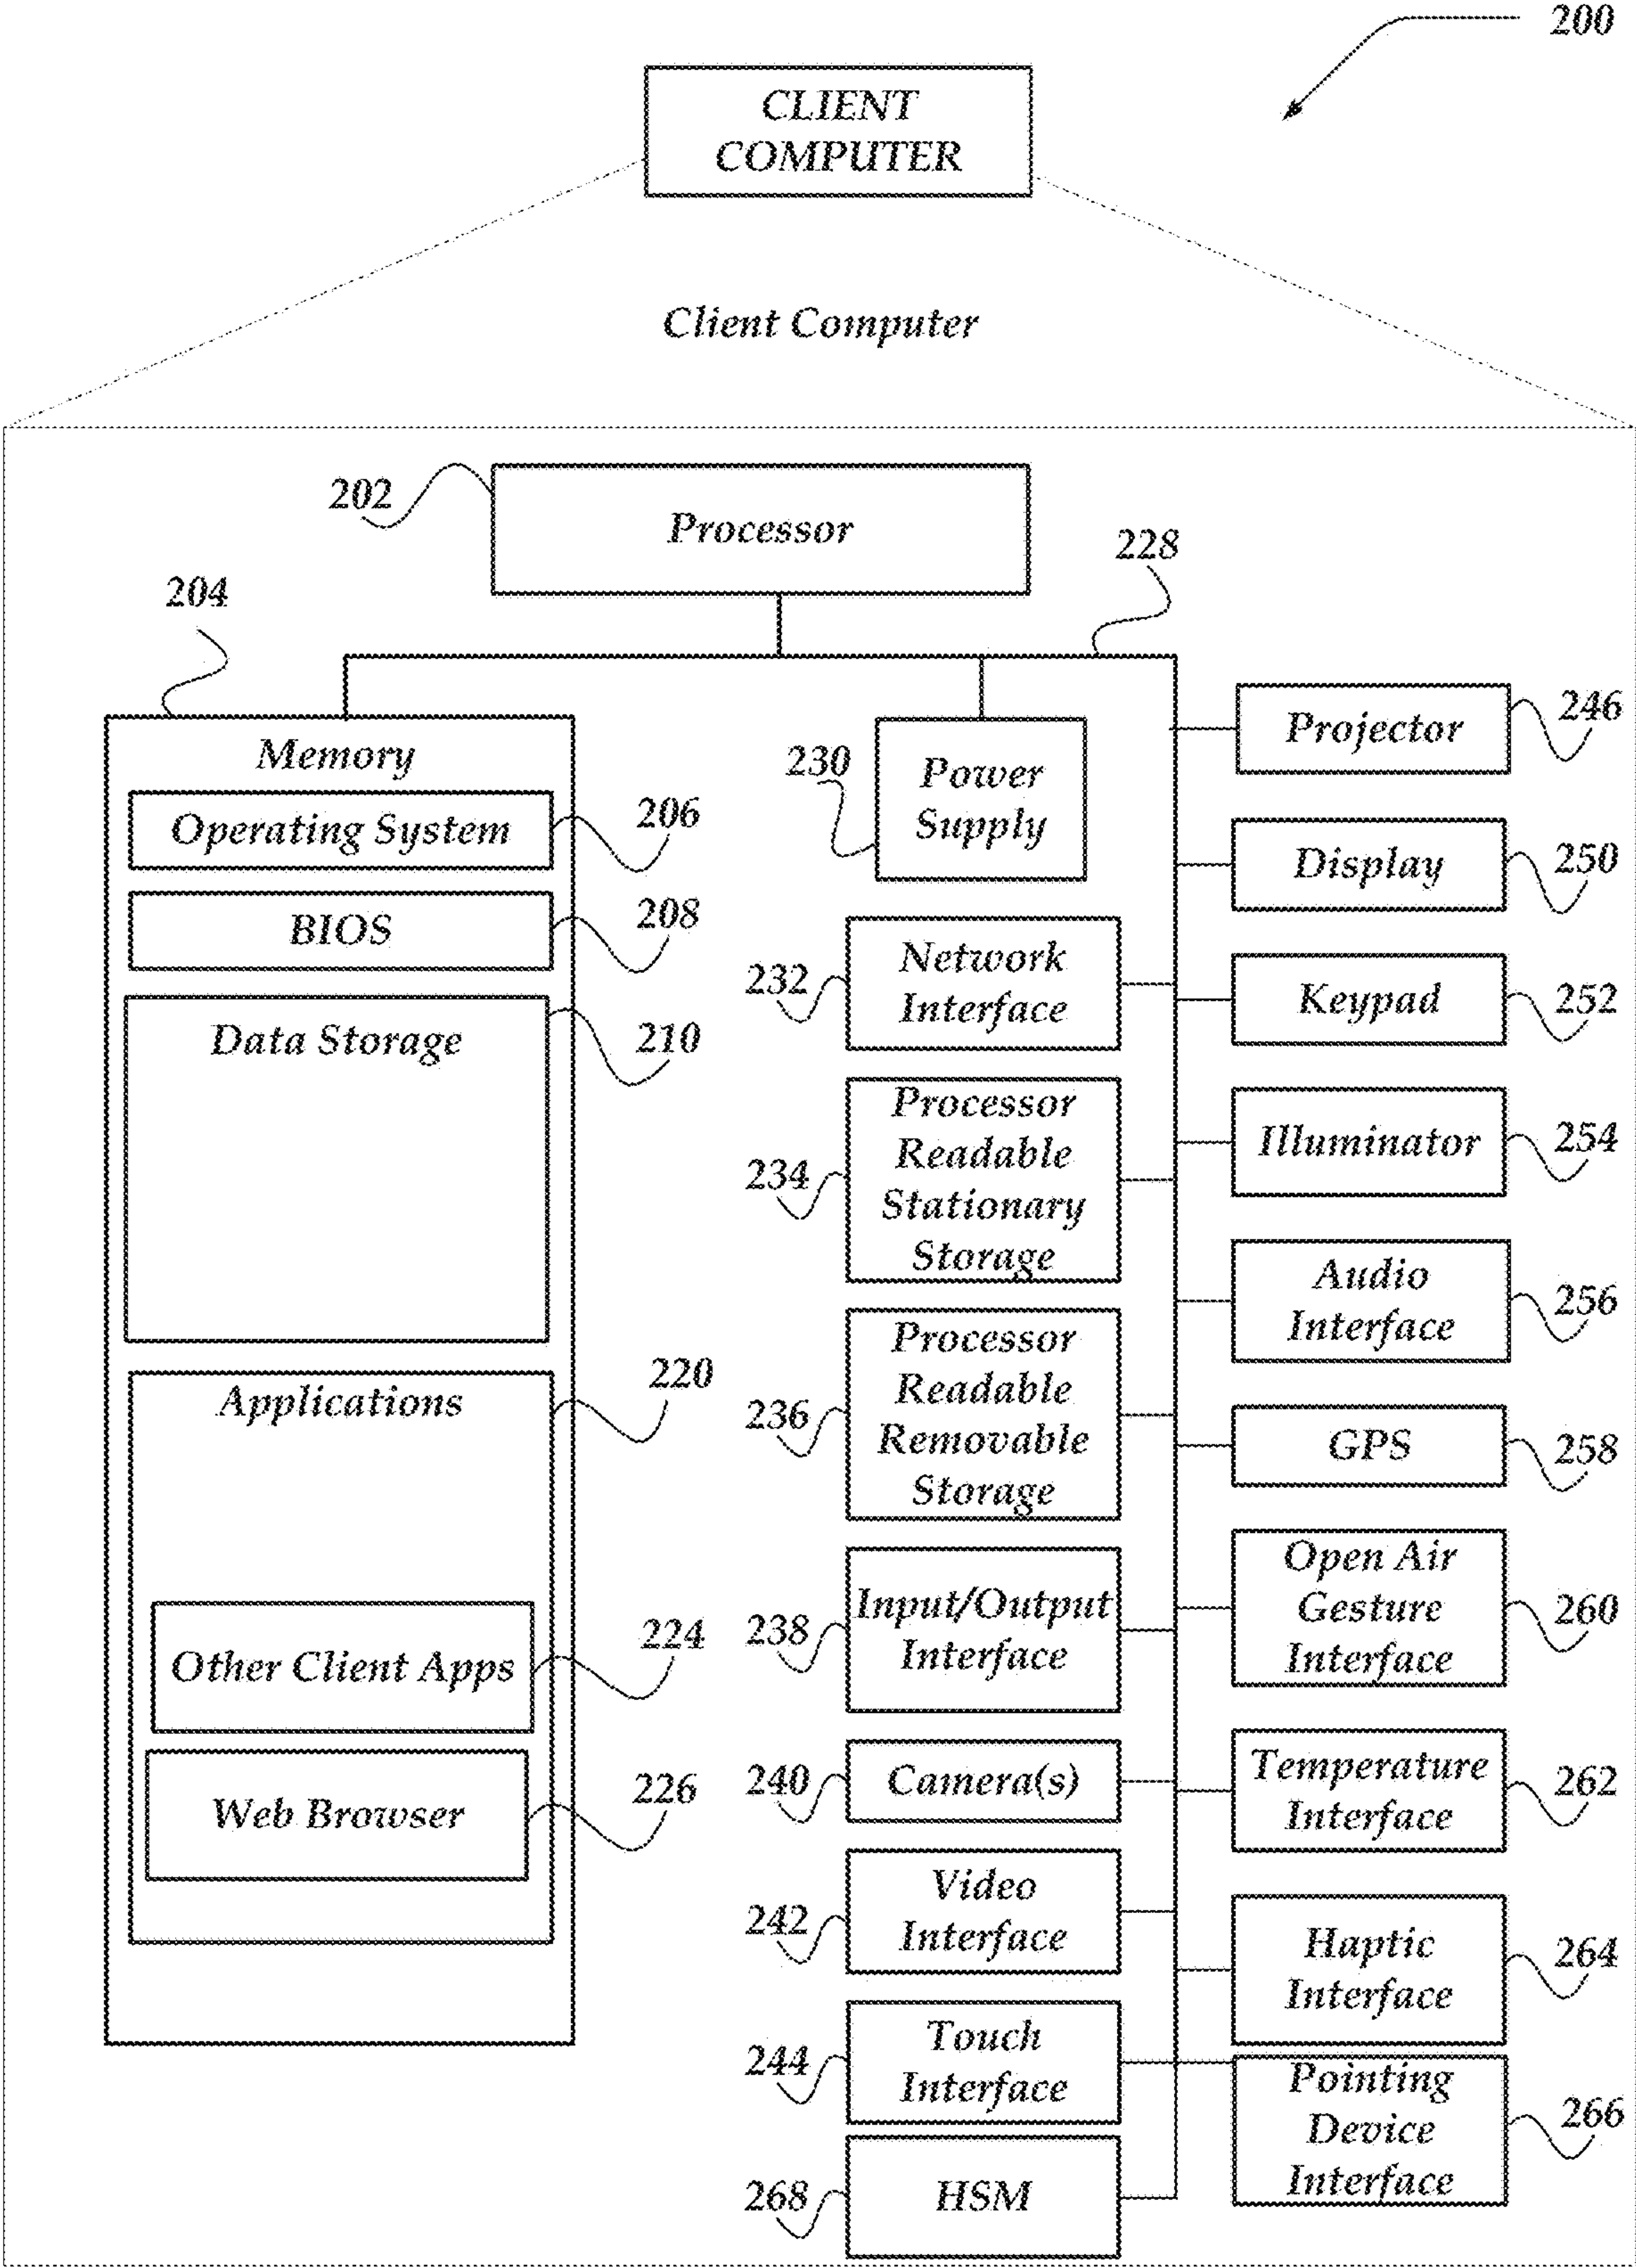 200
CLIENT
COMPUTER
Client Computer
202
Processor
228
204
Memory
Operating System
206
BIOS
208
Data Storage
210
Applications
220
Other Client Apps
224
Web Browser
226
230
Power
Supply
232
Network
Interface
234
Processor
Readable
Stationary
Storage
236
Processor
Readable
Removable
Storage
238
Input/Output
Interface
240
Camera(s)
242
Video
Interface
244
Touch
Interface
268
HSM
Projector
246
Display
250
Keypad
252
Illuminator
254
Audio
Interface
256
GPS
258
Open Air
Gesture
Interface
260
Temperature
Interface
262
Haptic
Interface
264
Pointing
Device
Interface
266